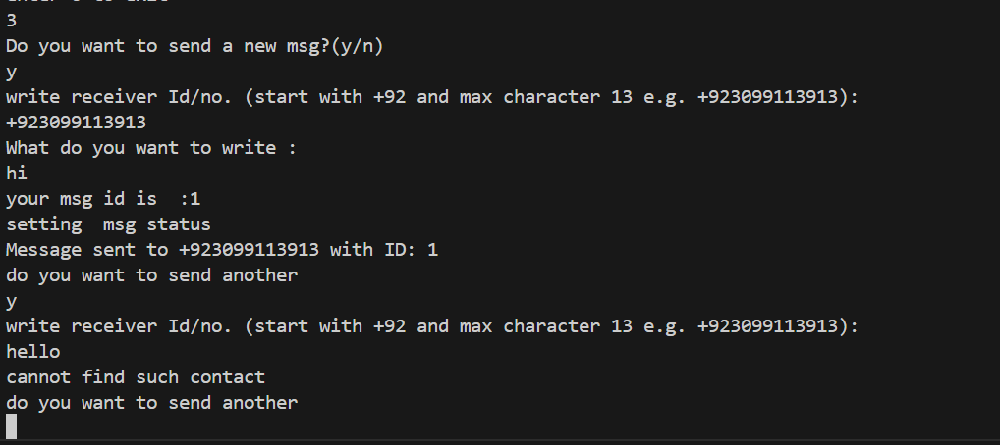 3
Do you want to send a new msg?(y/n)
y
write receiver Id/no. (start with +92 and max character 13 e.g. +923099113913):
+923099113913
What do you want to write :
hi
your msg id is  :1
setting  msg status
Message sent to +923099113913 with ID: 1
do you want to send another
y
write receiver Id/no. (start with +92 and max character 13 e.g. +923099113913):
hello
cannot find such contact
do you want to send another